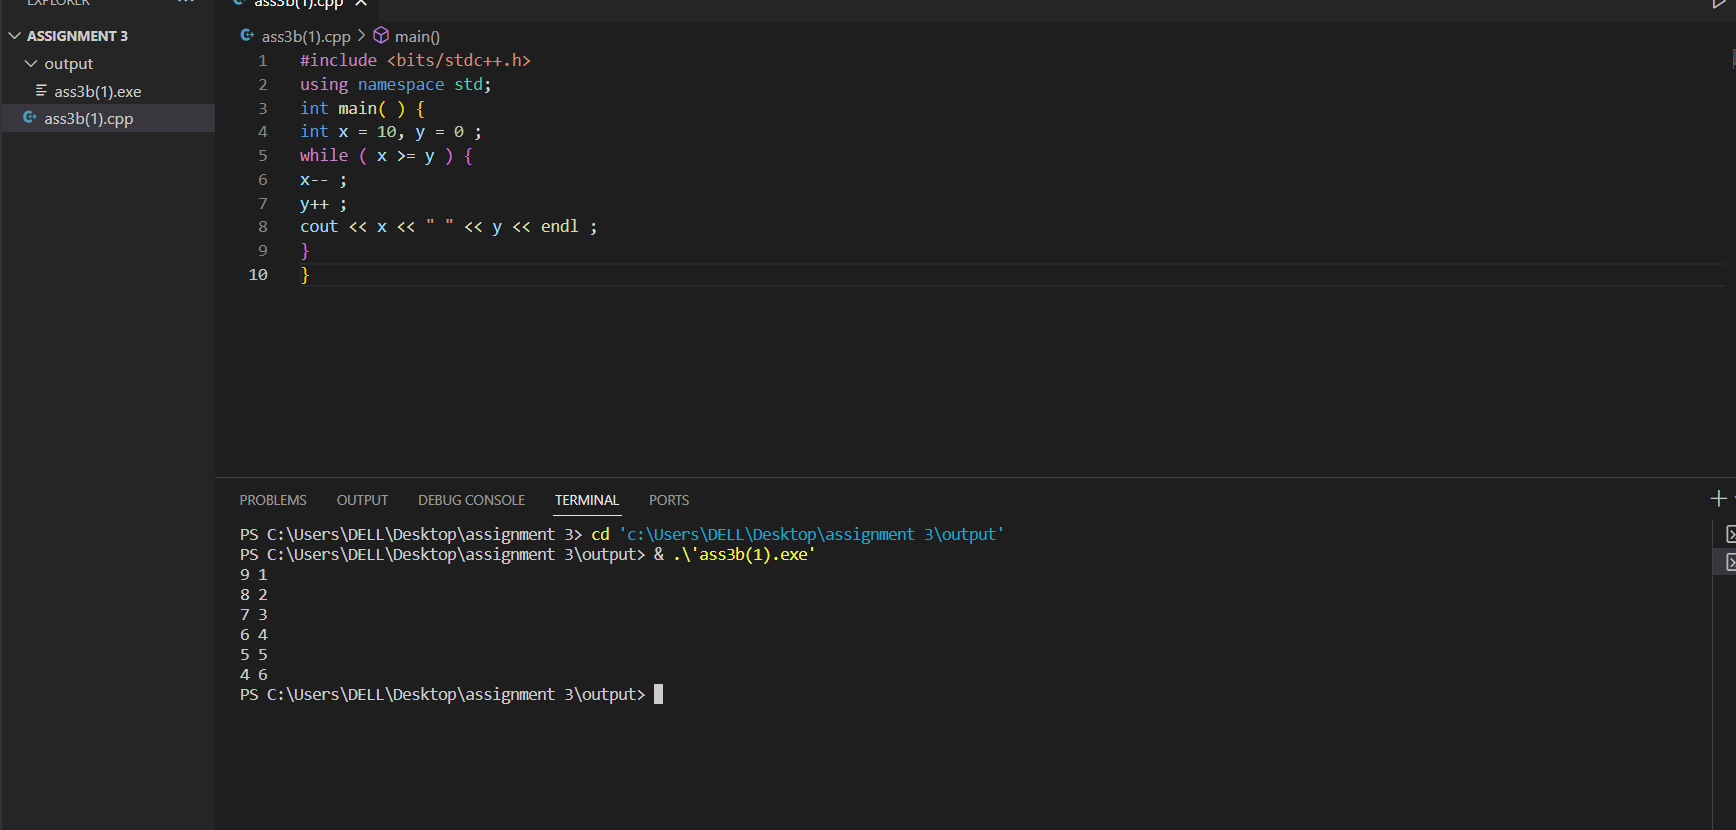 EXPLORER
ass3b(1).cpp
ASSIGNMENT 3
output
ass3b(1).exe
ass3b(1).cpp
ass3b(1).cpp > main()
1 #include <bits/stdc++.h>
2 using namespace std;
3 int main( ) {
4 int x = 10, y = 0 ;
5 while ( x >= y ) {
6 x-- ;
7 y++ ;
8 cout << x << " " << y << endl ;
9 }
10 }
PROBLEMS OUTPUT DEBUG CONSOLE TERMINAL PORTS
PS C:\Users\DELL\Desktop\assignment 3> cd 'c:\Users\DELL\Desktop\assignment 3\output'
PS C:\Users\DELL\Desktop\assignment 3\output> & .\'ass3b(1).exe'
9 1
8 2
7 3
6 4
5 5
4 6
PS C:\Users\DELL\Desktop\assignment 3\output>